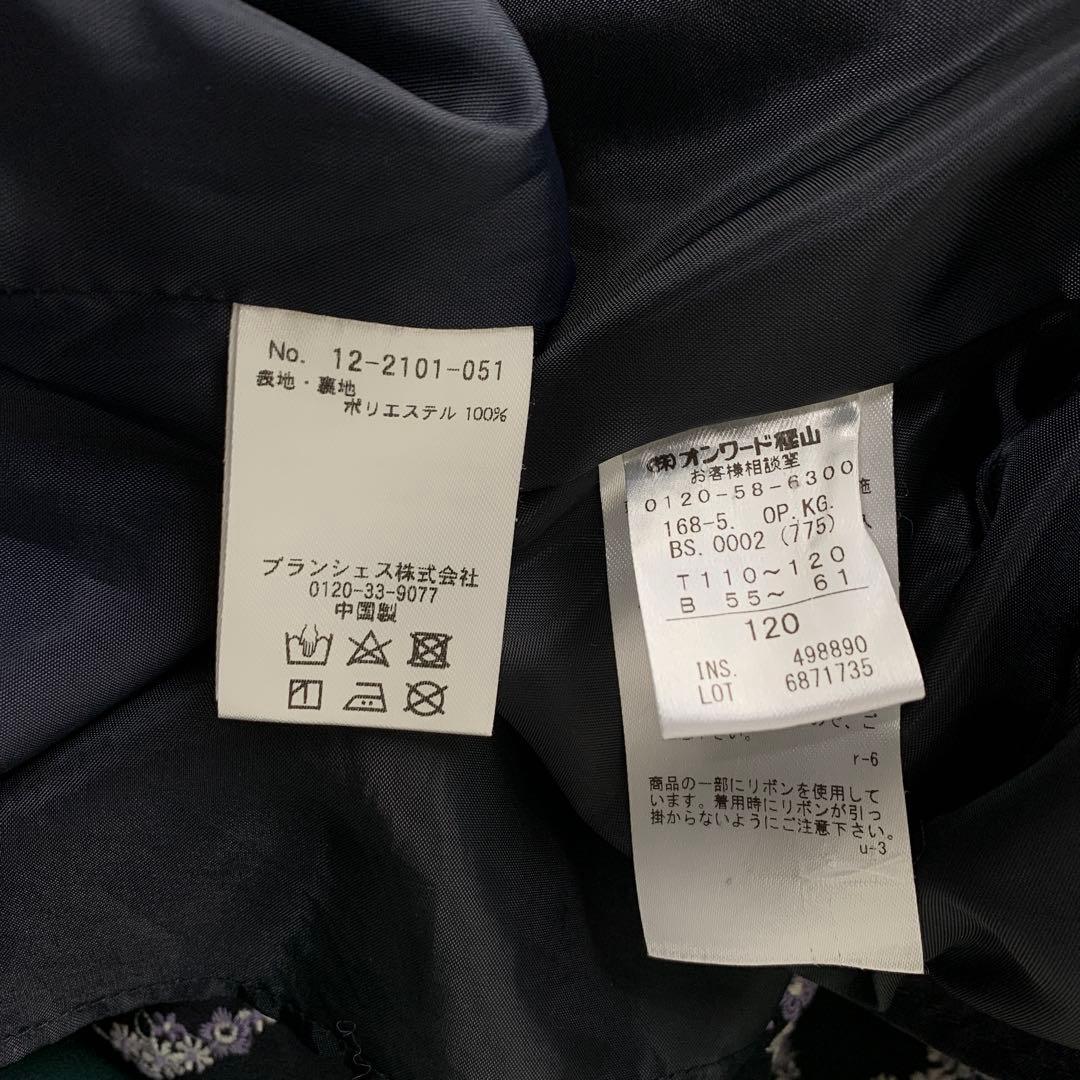 No. 12-2101-051
表地・裏地
ポリエステル 100%
ブランシェス株式会社
0120-33-9077
中国製
㈱オンワード樫山
お客様相談室
0120-58-6300
168-5. OP.KG.
BS.0002 (775)
T110〜120
B 55〜 61
120
INS. 498890
LOT 6871735
r-6
商品の一部にリボンを使用して
います。着用時にリボンが引っ
掛からないようにご注意下さい。
u-3